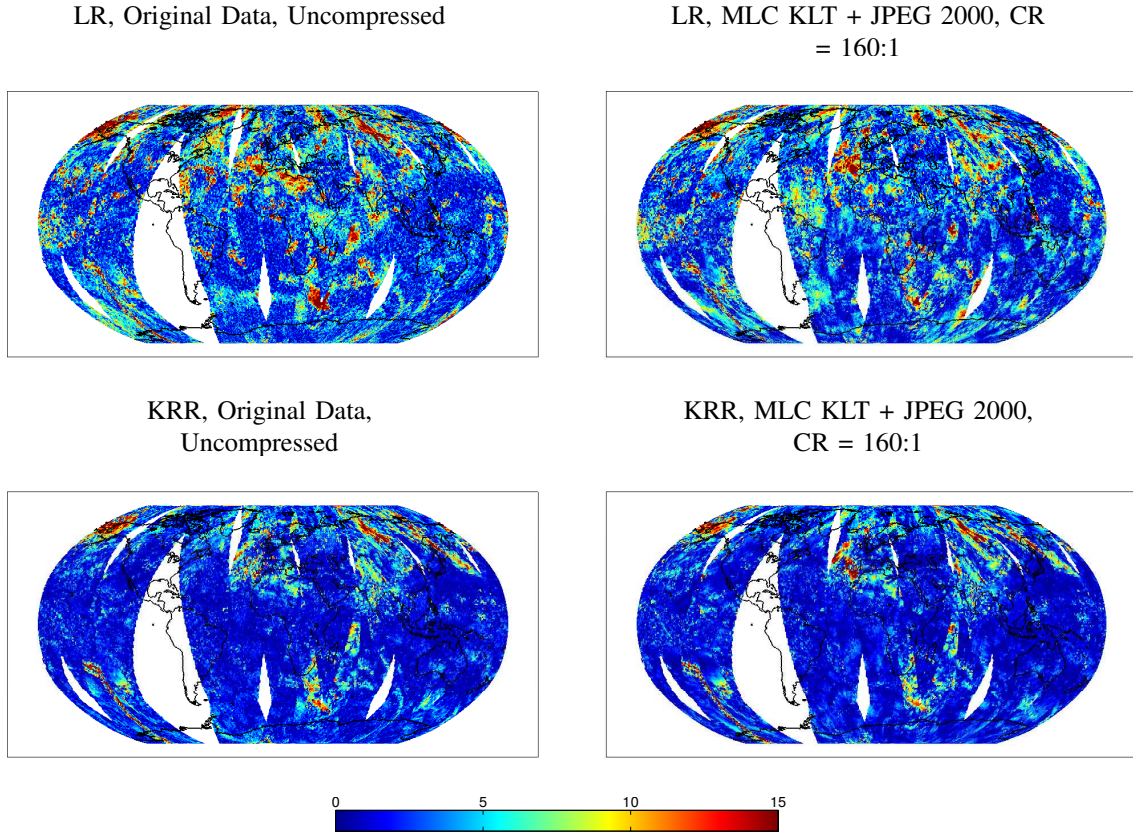 LR, Original Data, Uncompressed
LR, MLC KLT + JPEG 2000, CR
= 160:1
KRR, Original Data,
Uncompressed
KRR, MLC KLT + JPEG 2000,
CR = 160:1
0 5 10 15